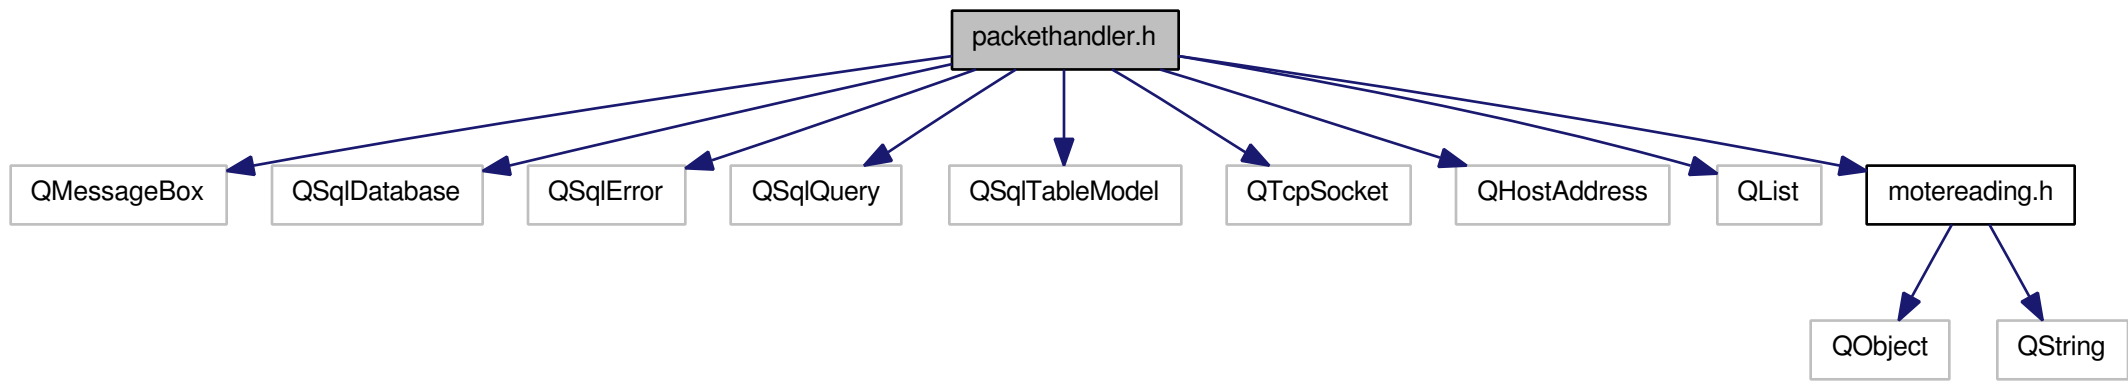 packethandler.h
QMessageBox
QSqlDatabase
QSqlError
QSqlQuery
QSqlTableModel
QTcpSocket
QHostAddress
QList
motereading.h
QObject
QString